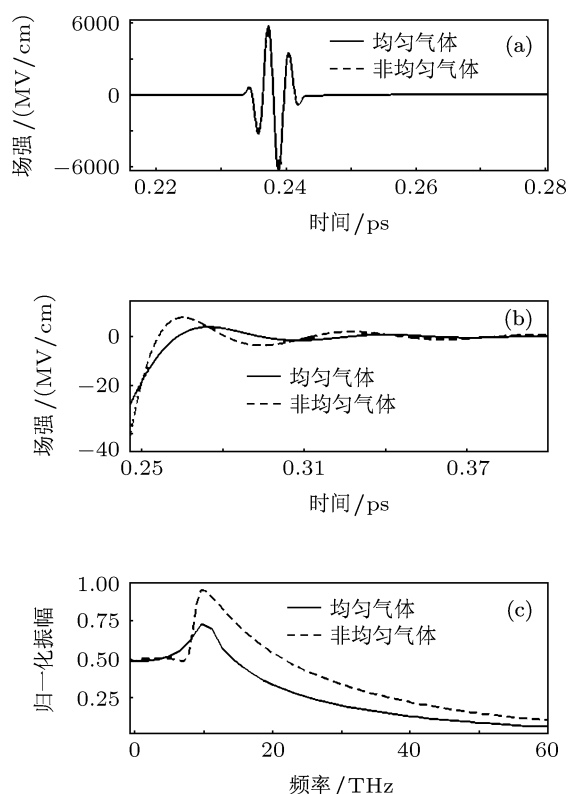 6000
0
−6000
场强/(MV/cm)
均匀气体
非均匀气体
(a)
0.22
0.24
0.26
0.28
时间/ps
0
−20
−40
场强/(MV/cm)
(b)
均匀气体
非均匀气体
0.25
0.31
0.37
时间/ps
1.00
0.75
0.50
0.25
归一化振幅
均匀气体
非均匀气体
(c)
0
20
40
60
频率/THz